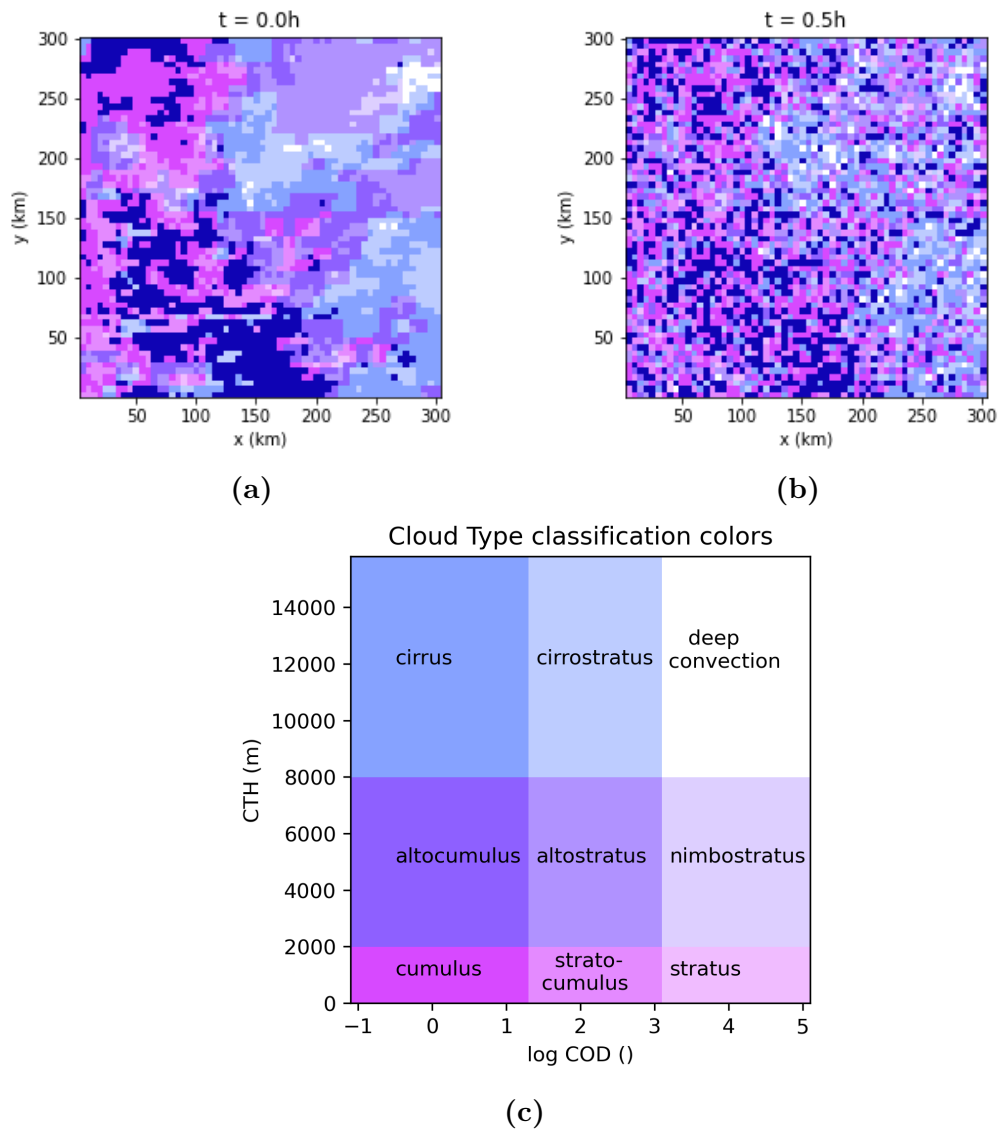 t = 0.0h
300
250
200
150
100
50
y (km)
50 100 150 200 250 300
x (km)
(a)
t = 0.5h
300
250
200
150
100
50
y (km)
50 100 150 200 250 300
x (km)
(b)
Cloud Type classification colors
14000
12000
10000
8000
6000
4000
2000
0
CTH (m)
cirrus
cirrostratus
deep
convection
altocumulus
altostratus
nimbostratus
cumulus
strato-
cumulus
stratus
−1 0 1 2 3 4 5
log COD ()
(c)